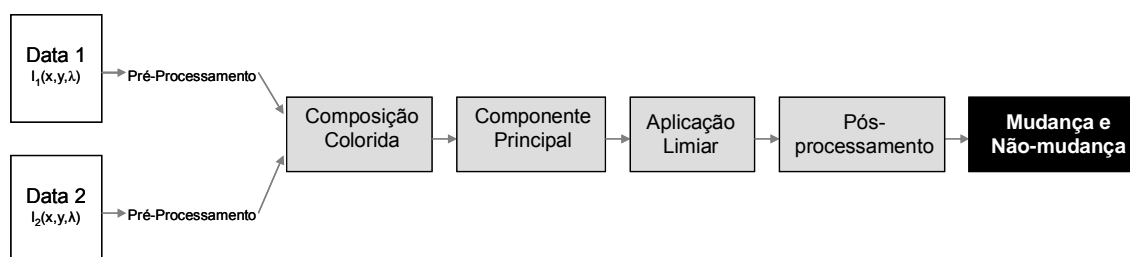 Data 1
I₁(x,y,λ)
Pré-Processamento
Data 2
I₂(x,y,λ)
Pré-Processamento
Composição
Colorida
Componente
Principal
Aplicação
Limiar
Pós-
processamento
Mudança e
Não-mudança